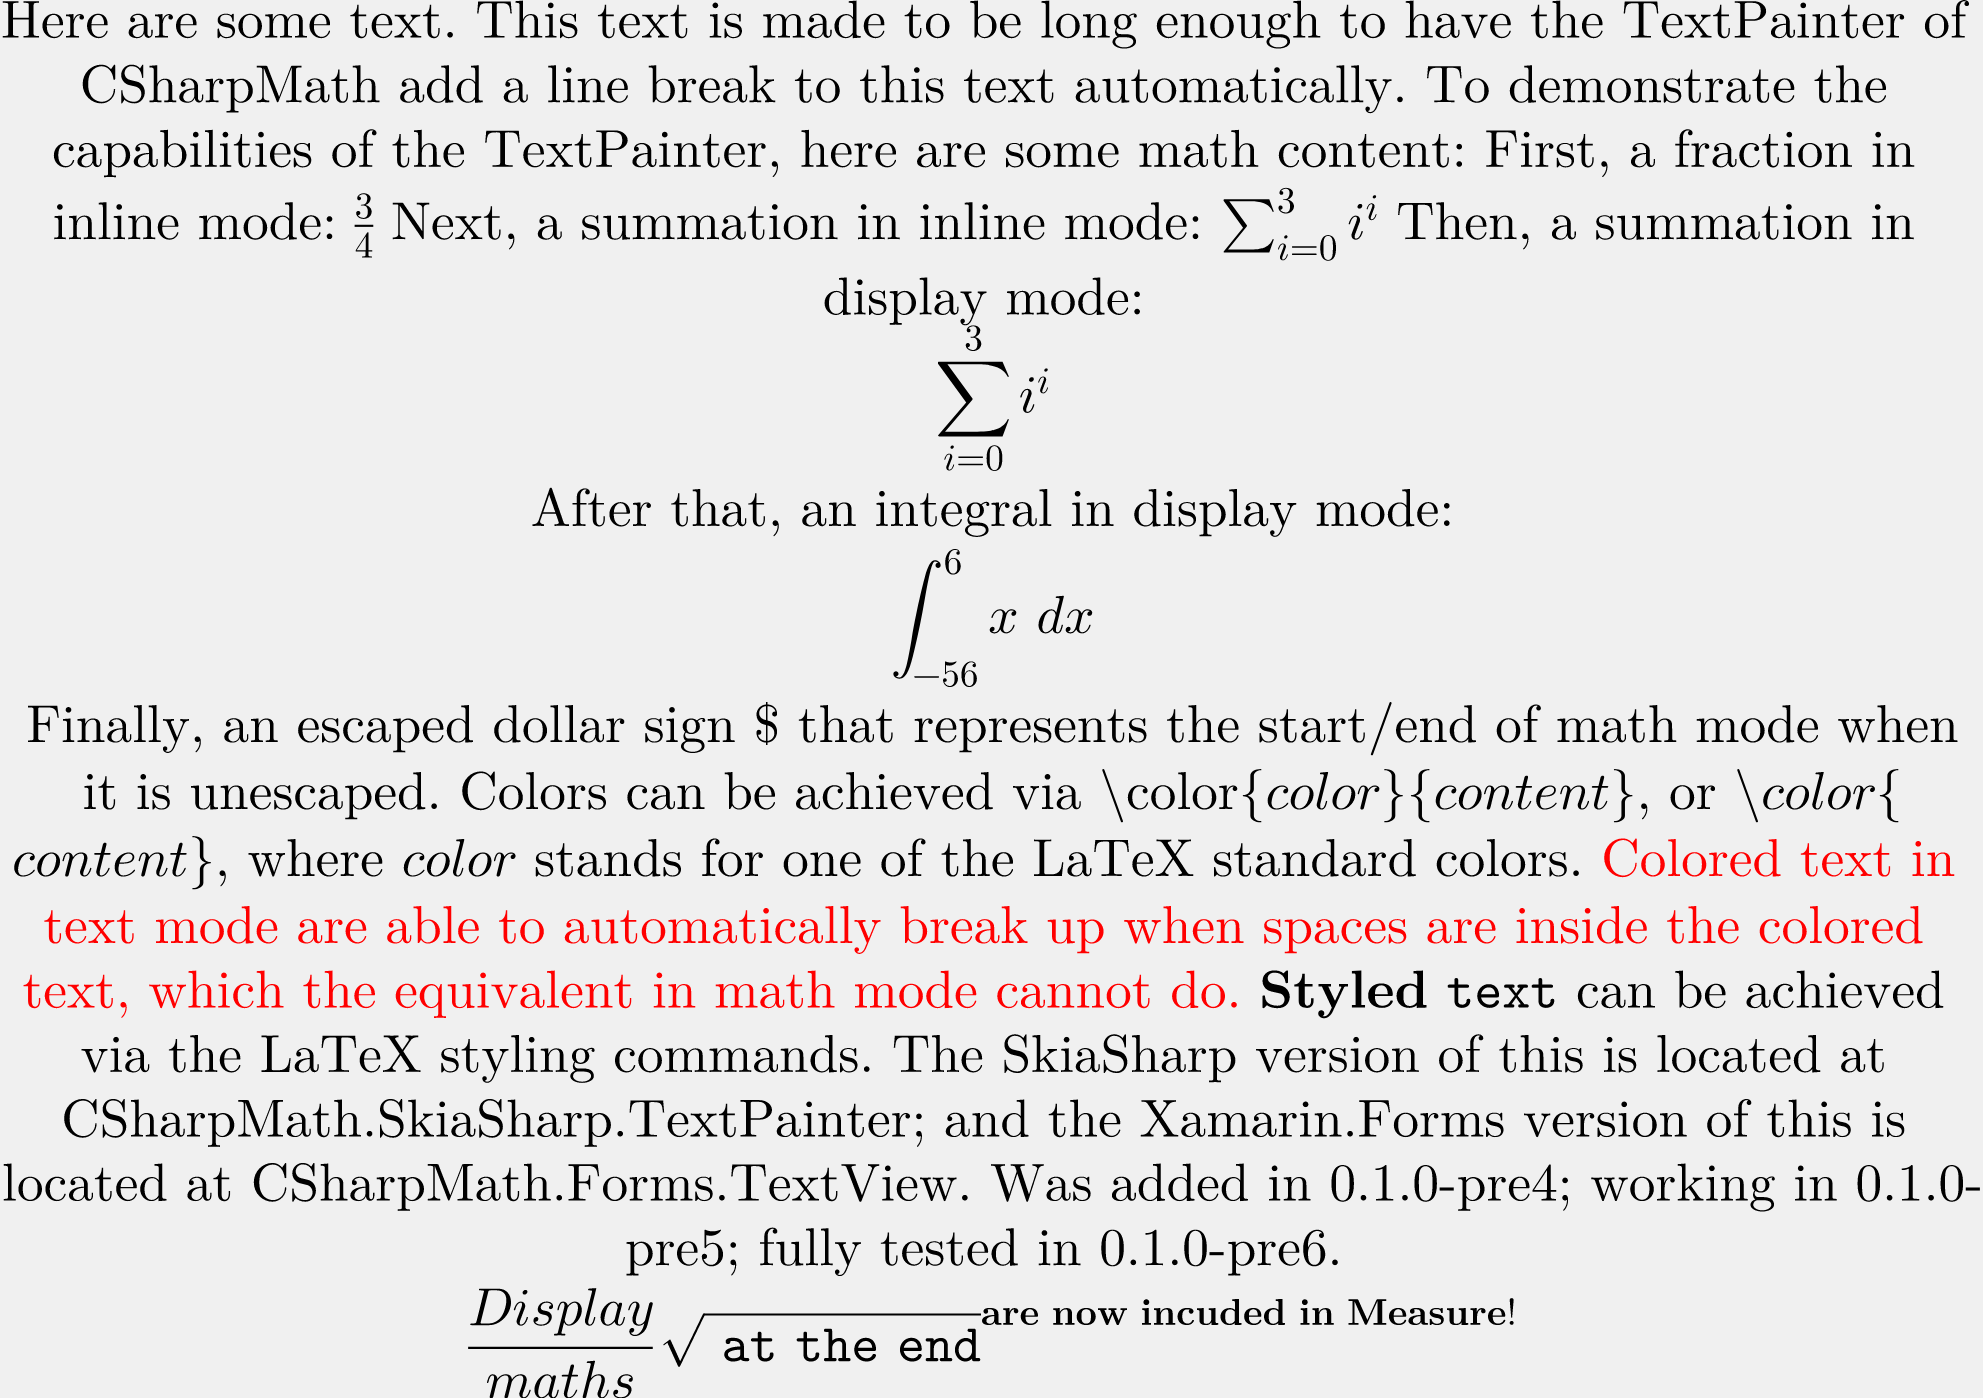 Here are some text. This text is made to be long enough to have the TextPainter of
CSharpMath add a line break to this text automatically. To demonstrate the
capabilities of the TextPainter, here are some math content: First, a fraction in
inline mode: $\frac{3}{4}$ Next, a summation in inline mode: $\sum_{i=0}^{3} i^i$ Then, a summation in
display mode:
$\sum_{i=0}^{3} i^i$
After that, an integral in display mode:
$\int_{-56}^{6} x \ dx$
Finally, an escaped dollar sign $ that represents the start/end of math mode when
it is unescaped. Colors can be achieved via \color{color}{content}, or \color{
content}, where color stands for one of the LaTeX standard colors. Colored text in
text mode are able to automatically break up when spaces are inside the colored
text, which the equivalent in math mode cannot do. Styled text can be achieved
via the LaTeX styling commands. The SkiaSharp version of this is located at
CSharpMath.SkiaSharp.TextPainter; and the Xamarin.Forms version of this is
located at CSharpMath.Forms.TextView. Was added in 0.1.0-pre4; working in 0.1.0-
pre5; fully tested in 0.1.0-pre6.
$\frac{Display}{maths} \sqrt{\text{at the end}}^{\text{are now incuded in Measure}!}$